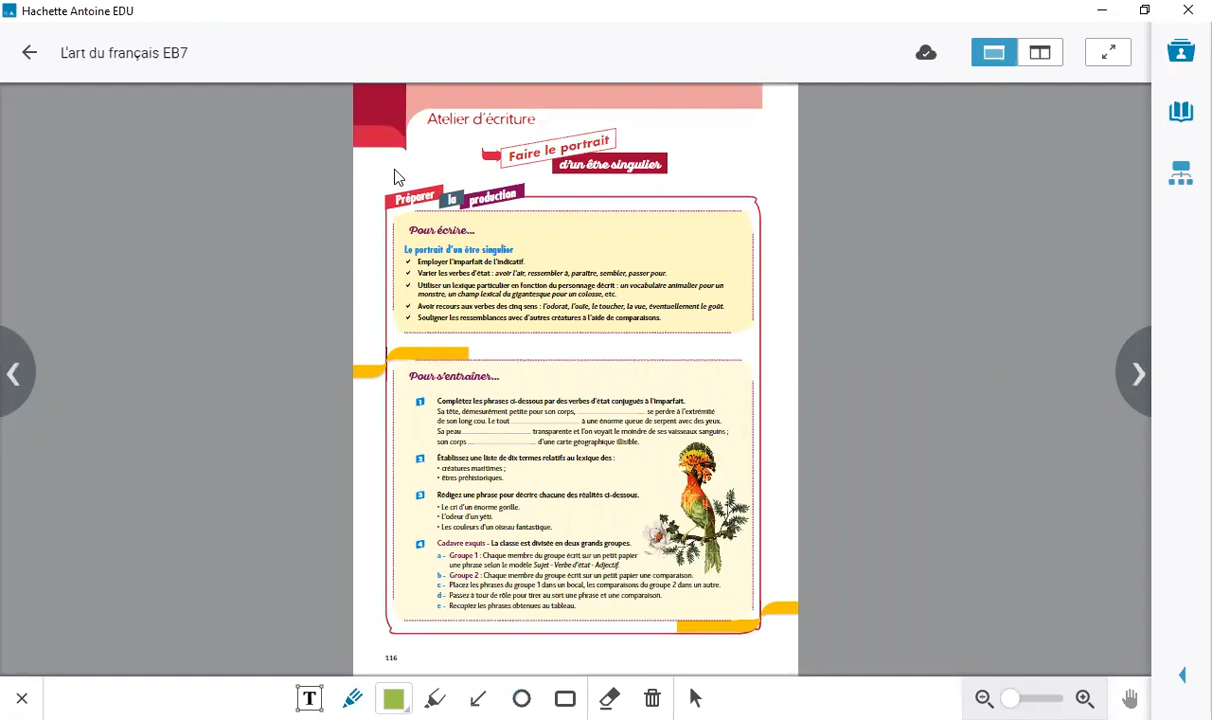 Hachette Antoine EDU
L'art du français EB7
Atelier d'écriture
Faire le portrait
d'un être singulier
Préparer la production
Pour écrire...
Le portrait d'un être singulier
✓ Employer l'imparfait de l'indicatif.
✓ Varier les verbes d'état : avoir l'air, ressembler à, paraître, sembler, passer pour.
✓ Utiliser un lexique particulier en fonction du personnage décrit : un vocabulaire animalier pour un
monstre, un champ lexical du gigantesque pour un colosse, etc.
✓ Avoir recours aux verbes des cinq sens : l'odorat, l'ouïe, le toucher, la vue, éventuellement le goût.
✓ Souligner les ressemblances avec d'autres créatures à l'aide de comparaisons.
Pour s'entraîner...
1 Complétez les phrases ci-dessous par des verbes d'état conjugués à l'imparfait.
Sa tête, démesurément petite pour son corps, .......................... se perdre à l'extrémité
de son long cou. Le tout .......................... à une énorme queue de serpent avec des yeux.
Sa peau .......................... transparente et l'on voyait le moindre de ses vaisseaux sanguins ;
son corps .......................... d'une carte géographique illisible.
2 Établissez une liste de dix termes relatifs au lexique des :
• créatures maritimes ;
• êtres préhistoriques.
3 Rédigez une phrase pour décrire chacune des réalités ci-dessous.
• Le cri d'un énorme gorille.
• L'odeur d'un yéti.
• Les couleurs d'un oiseau fantastique.
4 Cadavre exquis - La classe est divisée en deux grands groupes.
a - Groupe 1 : Chaque membre du groupe écrit sur un petit papier
une phrase selon le modèle Sujet - Verbe d'état - Adjectif.
b - Groupe 2 : Chaque membre du groupe écrit sur un petit papier une comparaison.
c - Placez les phrases du groupe 1 dans un bocal, les comparaisons du groupe 2 dans un autre.
d - Passez à tour de rôle pour tirer au sort une phrase et une comparaison.
e - Recopiez les phrases obtenues au tableau.
116
T